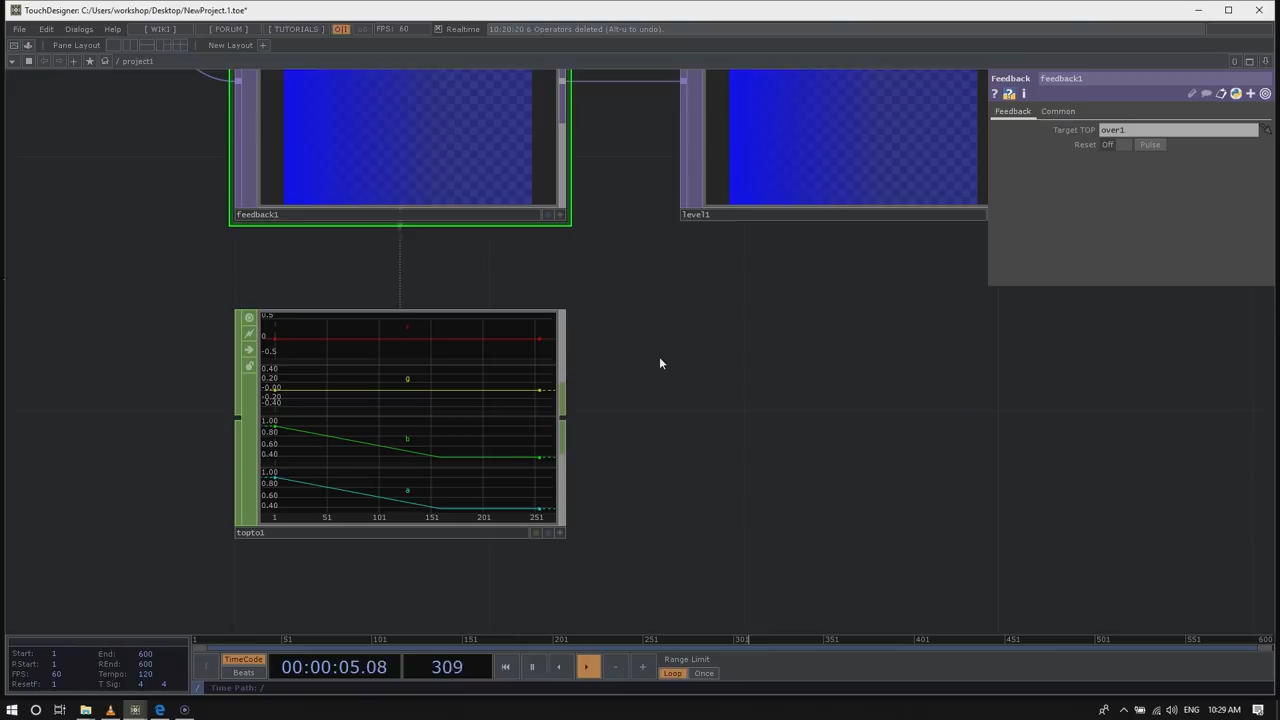 TouchDesigner: C:/Users/workshop/Desktop/NewProject.1.toe*
File Edit Dialogs [ WIKI ] [ FORUM ] [ TUTORIALS ] FPS: 60 Realtime 10:20:20 6 Operators deleted (Alt-u to undo).
Pane Layout New Layout +
/ project1 0
Feedback feedback1
? ? i
Feedback Common
Target TOP over1
Reset Off Pulse
feedback1 level1
0.5
r
0
-0.5
0.40
0.20 g
-0.00
-0.20
-0.40
1.00
0.80 b
0.60
0.40
1.00
0.80 a
0.60
0.40
1 51 101 151 201 251
topto1
1 51 101 151 201 251 301 351 401 451 501 551 600
Start: 1 End: 600
R.Start: 1 REnd: 600
FPS: 60 Tempo: 120
ResetF: 1 T Sig: 4 4
TimeCode
Beats
00:00:05.08 309
Range Limit
Loop Once
/ Time Path: /
10:29 AM